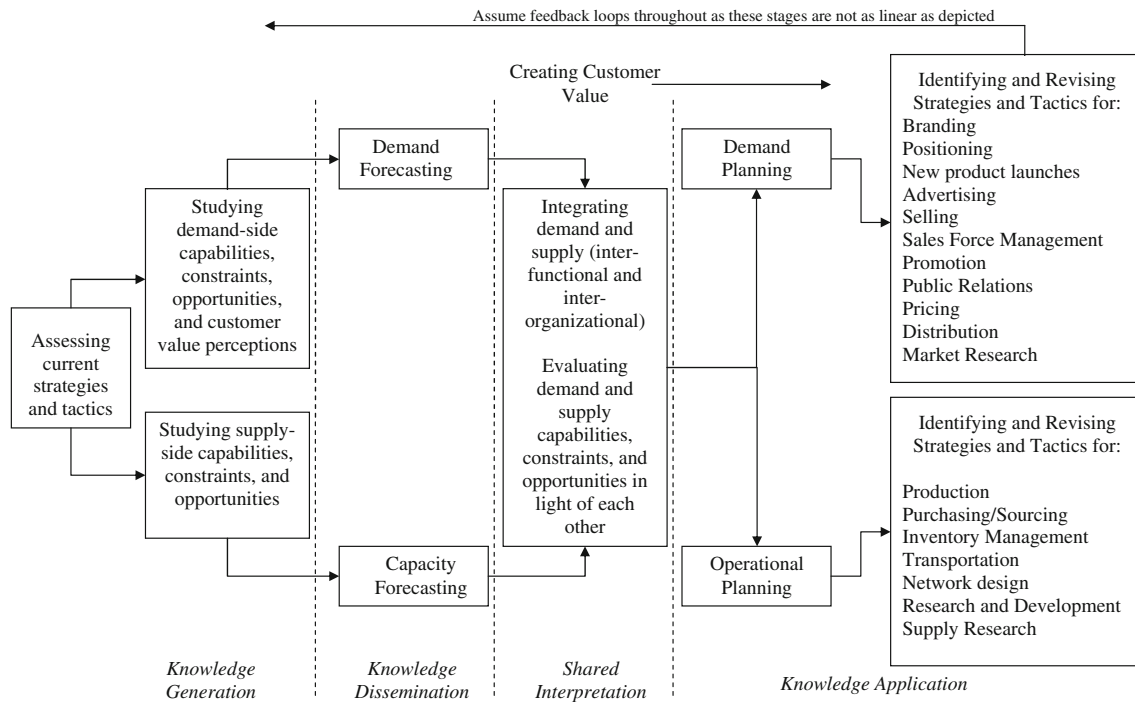 Assume feedback loops throughout as these stages are not as linear as depicted
Creating Customer
Value
Assessing
current
strategies
and tactics
Studying
demand-side
capabilities,
constraints,
opportunities,
and customer
value perceptions
Studying supply-
side capabilities,
constraints, and
opportunities
Demand
Forecasting
Capacity
Forecasting
Integrating
demand and
supply (inter-
functional and
inter-
organizational)
Evaluating
demand and
supply
capabilities,
constraints, and
opportunities in
light of each
other
Demand
Planning
Operational
Planning
Identifying and Revising
Strategies and Tactics for:
Branding
Positioning
New product launches
Advertising
Selling
Sales Force Management
Promotion
Public Relations
Pricing
Distribution
Market Research
Identifying and Revising
Strategies and Tactics for:
Production
Purchasing/Sourcing
Inventory Management
Transportation
Network design
Research and Development
Supply Research
Knowledge
Generation
Knowledge
Dissemination
Shared
Interpretation
Knowledge Application